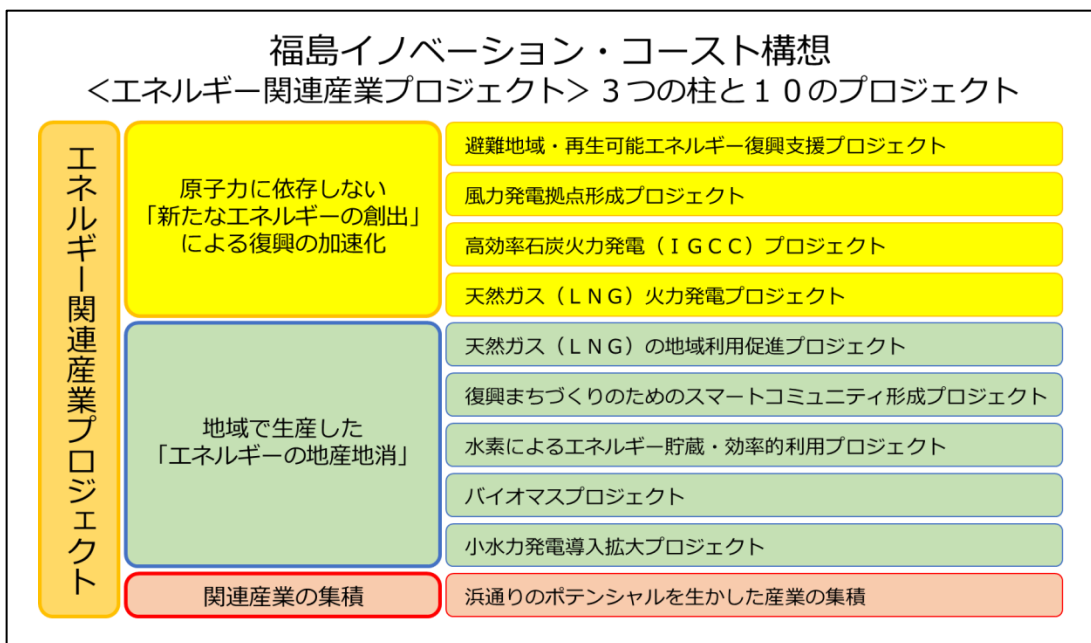 福島イノベーション・コースト構想
<エネルギー関連産業プロジェクト> 3つの柱と10のプロジェクト
エネルギー関連産業プロジェクト
原子力に依存しない
「新たなエネルギーの創出」
による復興の加速化
避難地域・再生可能エネルギー復興支援プロジェクト
風力発電拠点形成プロジェクト
高効率石炭火力発電（ＩＧＣＣ）プロジェクト
天然ガス（ＬＮＧ）火力発電プロジェクト
地域で生産した
「エネルギーの地産地消」
天然ガス（ＬＮＧ）の地域利用促進プロジェクト
復興まちづくりのためのスマートコミュニティ形成プロジェクト
水素によるエネルギー貯蔵・効率的利用プロジェクト
バイオマスプロジェクト
小水力発電導入拡大プロジェクト
関連産業の集積
浜通りのポテンシャルを生かした産業の集積